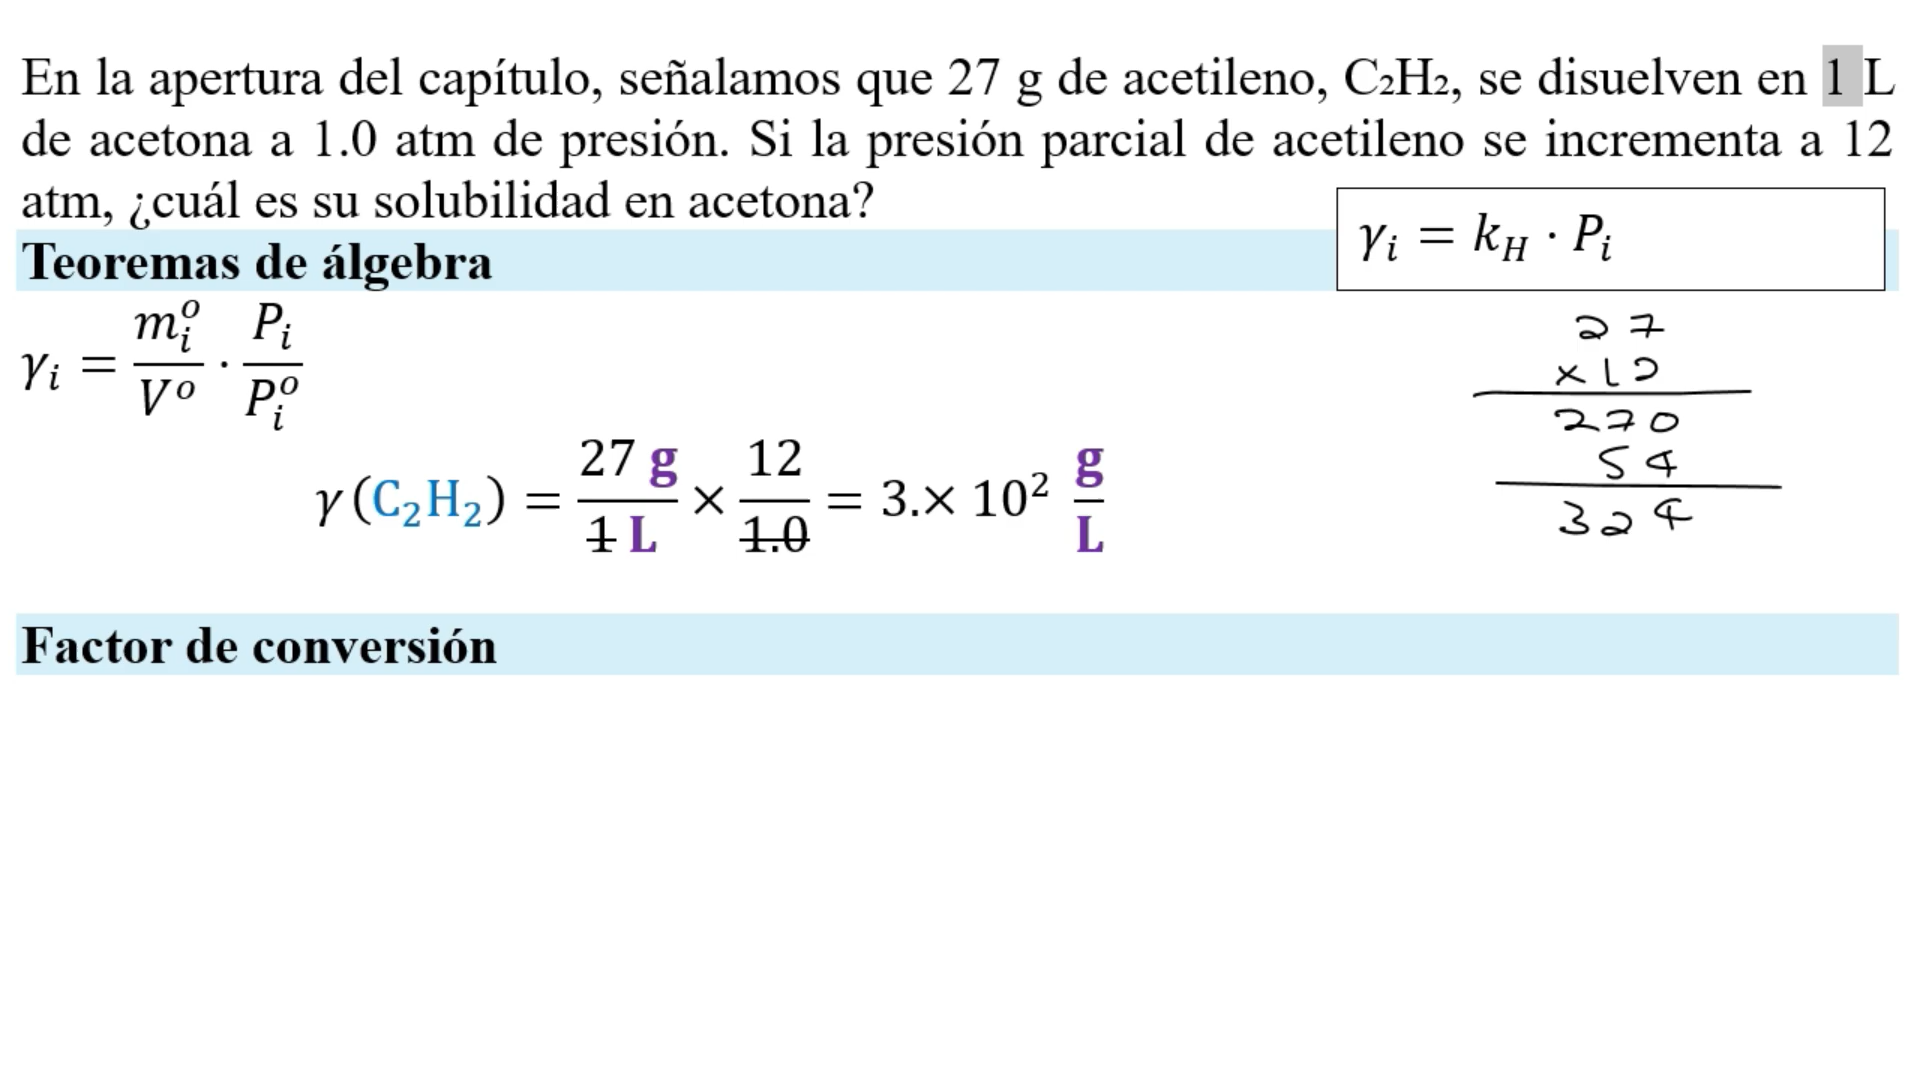 En la apertura del capítulo, señalamos que 27 g de acetileno, C₂H₂, se disuelven en 1 L
de acetona a 1.0 atm de presión. Si la presión parcial de acetileno se incrementa a 12
atm, ¿cuál es su solubilidad en acetona?
γᵢ = k_H · Pᵢ
Teoremas de álgebra
γᵢ = mᵢᵒ/Vᵒ · Pᵢ/Pᵢᵒ
27
×12
270
54
324
γ(C₂H₂) = 27 g/1 L × 12/1.0 = 3.× 10² g/L
Factor de conversión